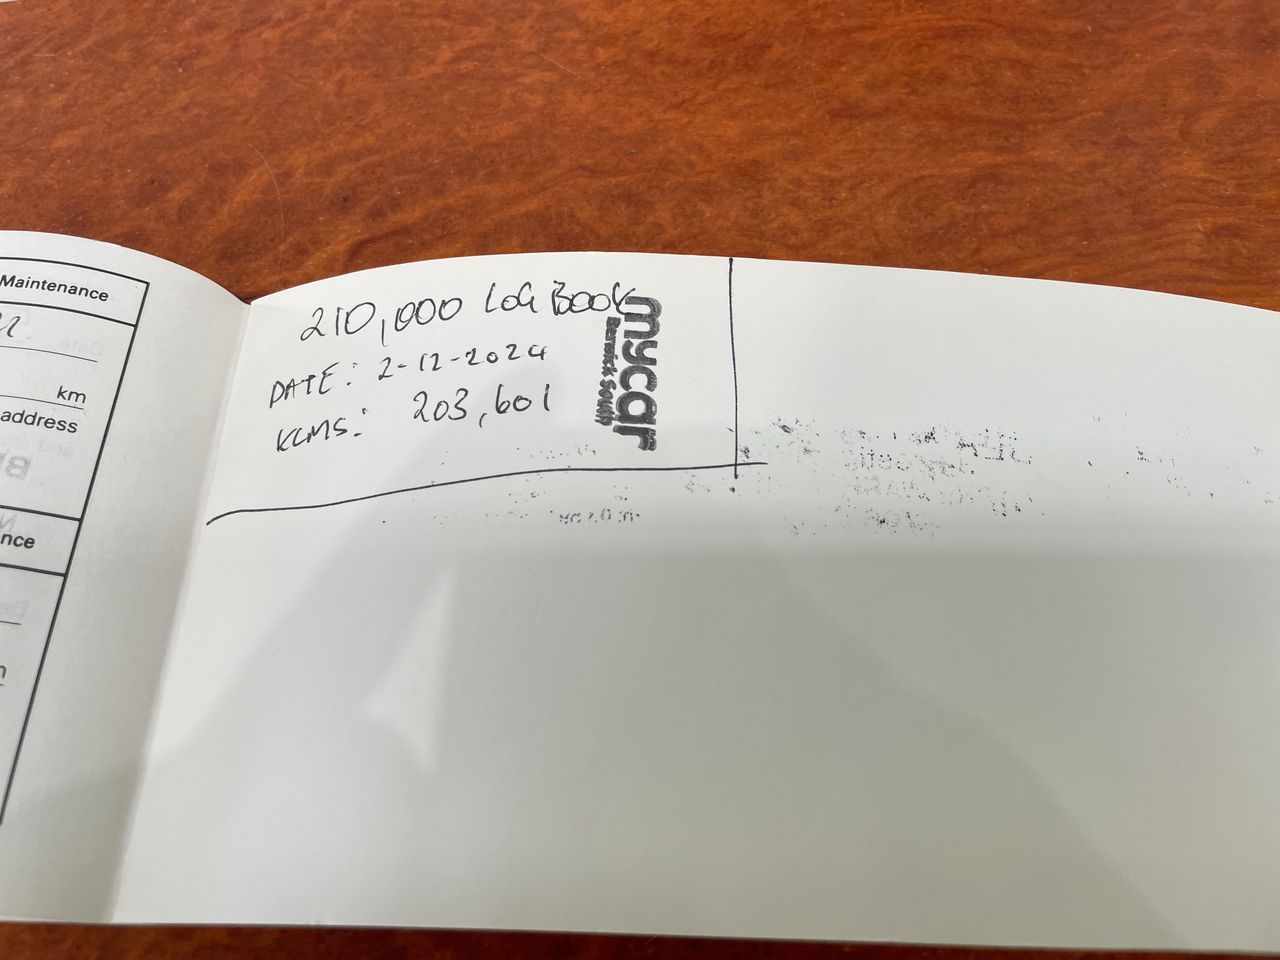 Maintenance
km
address
nce
210,000 LOG BOOK
DATE: 2-12-2024
KLMS: 203,601
mycar
Berwick South